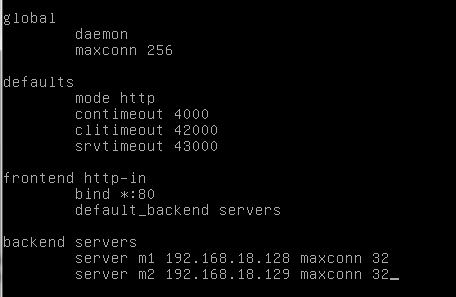 global
daemon
maxconn 256
defaults
mode http
contimeout 4000
clitimeout 42000
srvtimeout 43000
frontend http-in
bind *:80
default_backend servers
backend servers
server m1 192.168.18.128 maxconn 32
server m2 192.168.18.129 maxconn 32_